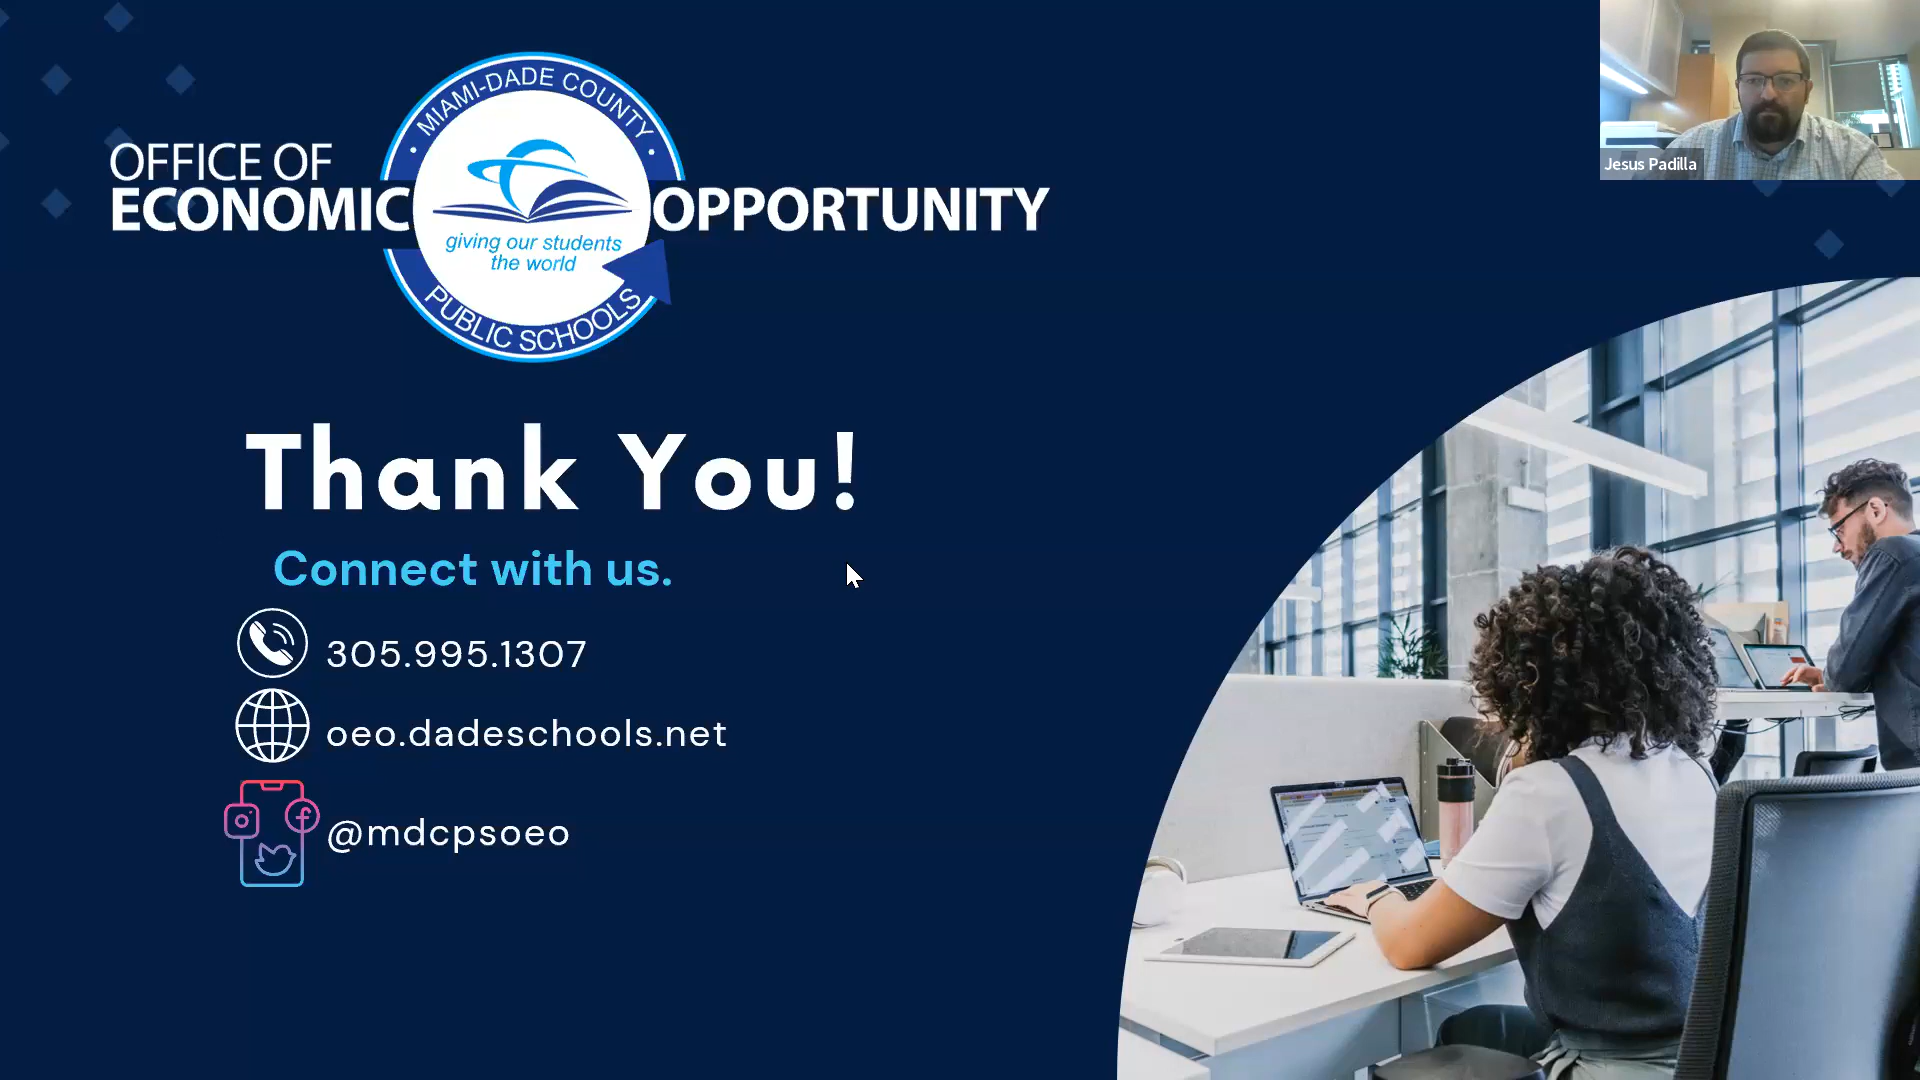 MIAMI-DADE COUNTY
OFFICE OF
ECONOMIC OPPORTUNITY
giving our students
the world
PUBLIC SCHOOLS
Thank You!
Connect with us.
305.995.1307
oeo.dadeschools.net
@mdcpsoeo
Jesus Padilla